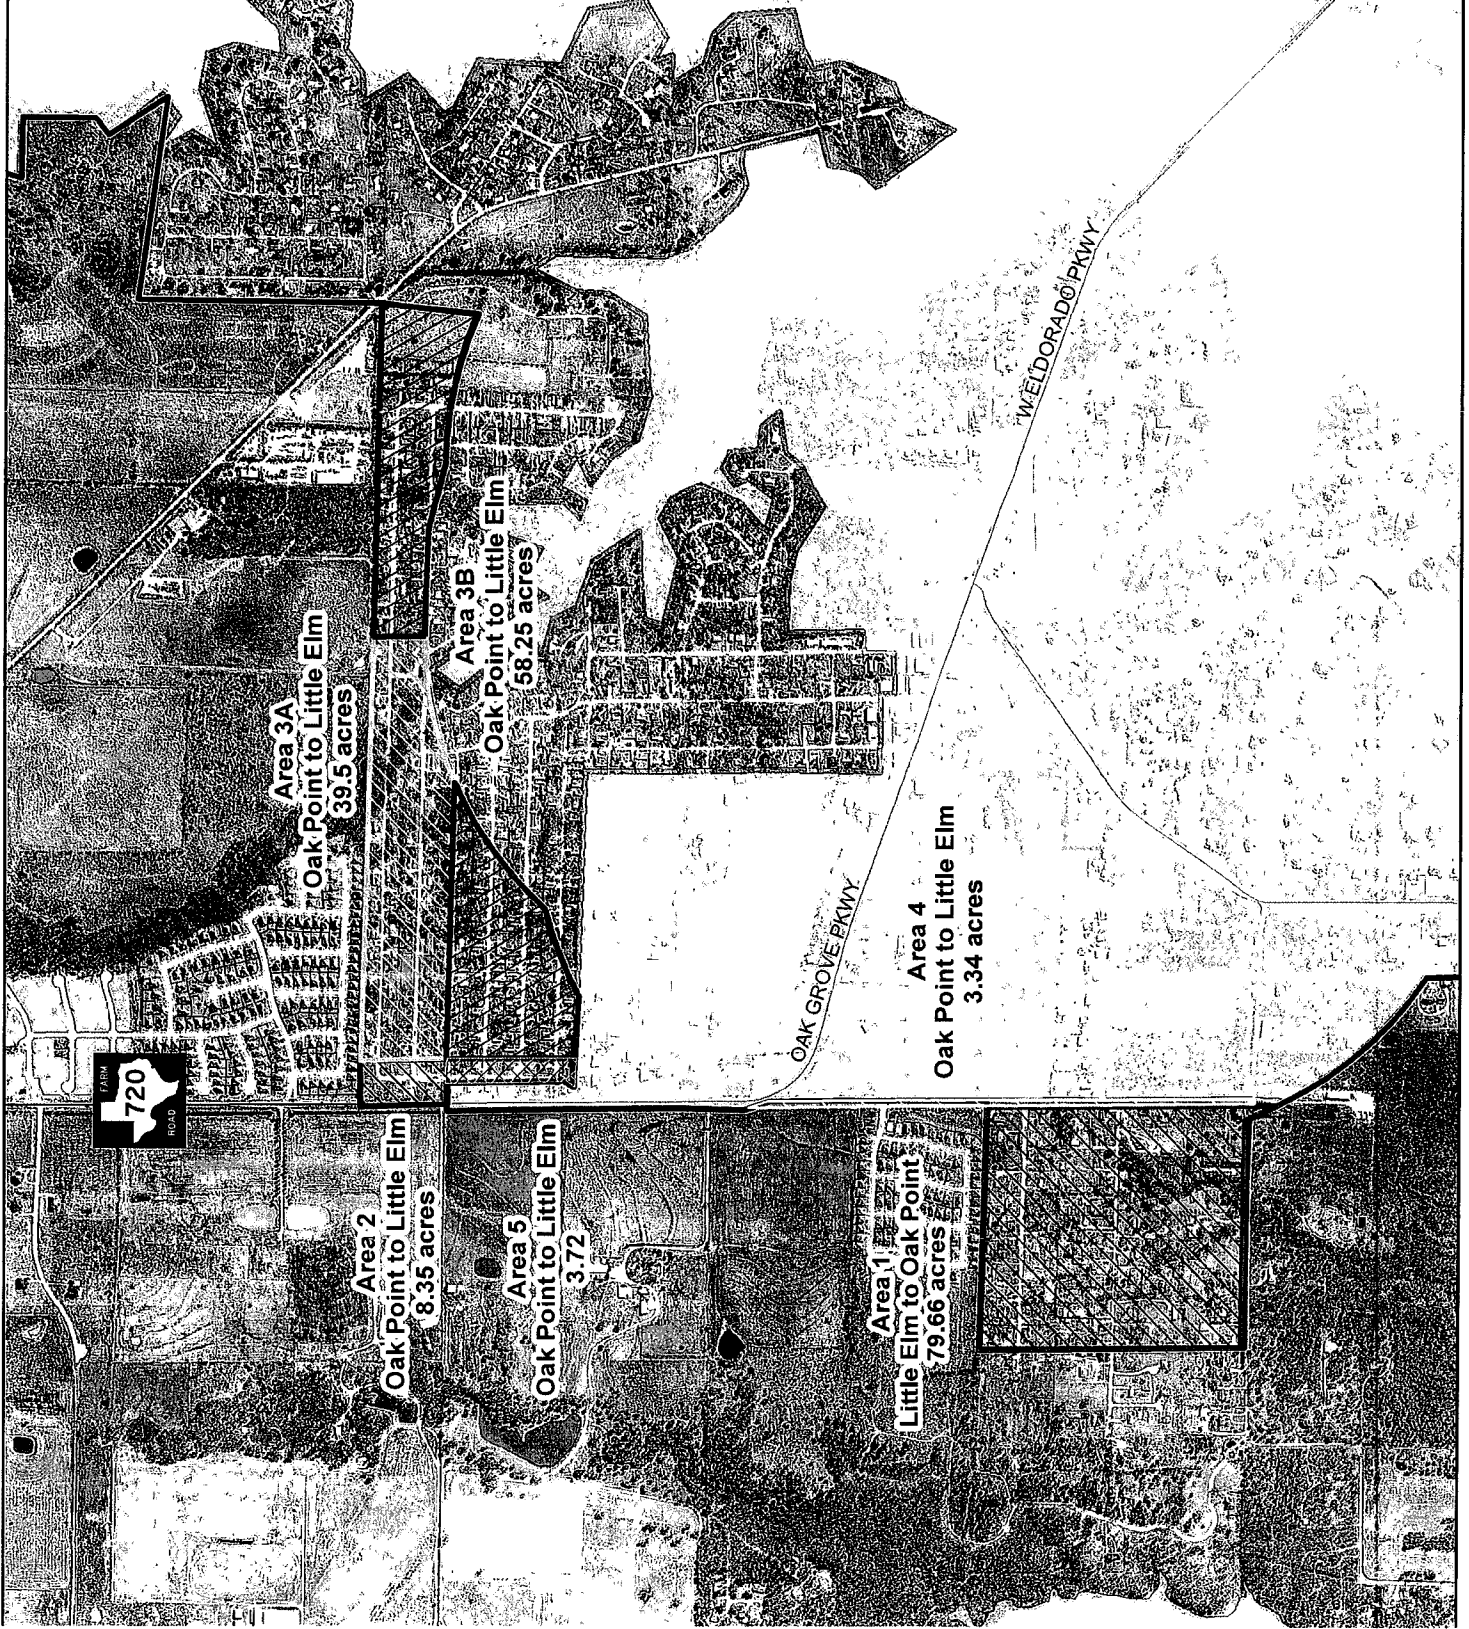 FARM
720
ROAD
Area 3A
Oak Point to Little Elm
39.5 acres
Area 3B
Oak Point to Little Elm
58.25 acres
Area 2
Oak Point to Little Elm
8.35 acres
Area 5
Oak Point to Little Elm
3.72
Area 1
Little Elm to Oak Point
79.66 acres
Area 4
Oak Point to Little Elm
3.34 acres
OAK GROVE PKWY
W ELDORADO PKWY